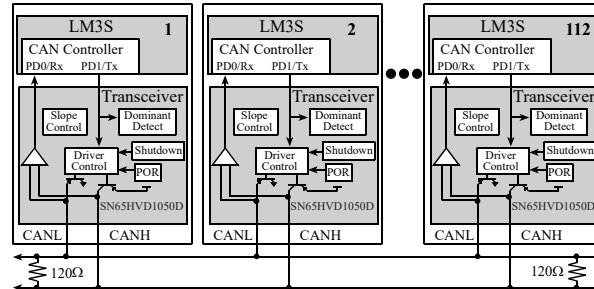 LM3S 1
CAN Controller
PD0/Rx PD1/Tx
Transceiver
Slope Control
Dominant Detect
Driver Control
Shutdown
POR
SN65HVD1050D
CANL CANH
LM3S 2
CAN Controller
PD0/Rx PD1/Tx
Transceiver
Slope Control
Dominant Detect
Driver Control
Shutdown
POR
SN65HVD1050D
CANL CANH
LM3S 112
CAN Controller
PD0/Rx PD1/Tx
Transceiver
Slope Control
Dominant Detect
Driver Control
Shutdown
POR
SN65HVD1050D
CANL CANH
120Ω
120Ω